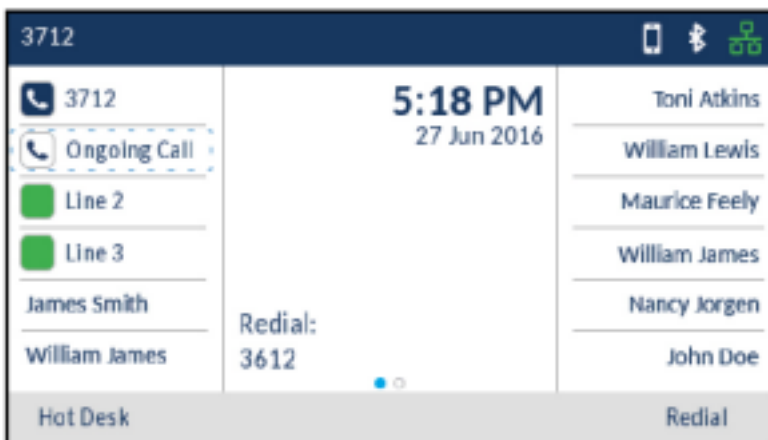 3712
3712
Ongoing Call
Line 2
Line 3
James Smith
William James
5:18 PM
27 Jun 2016
Redial:
3612
Toni Atkins
William Lewis
Maurice Feely
William James
Nancy Jorgen
John Doe
Hot Desk
Redial